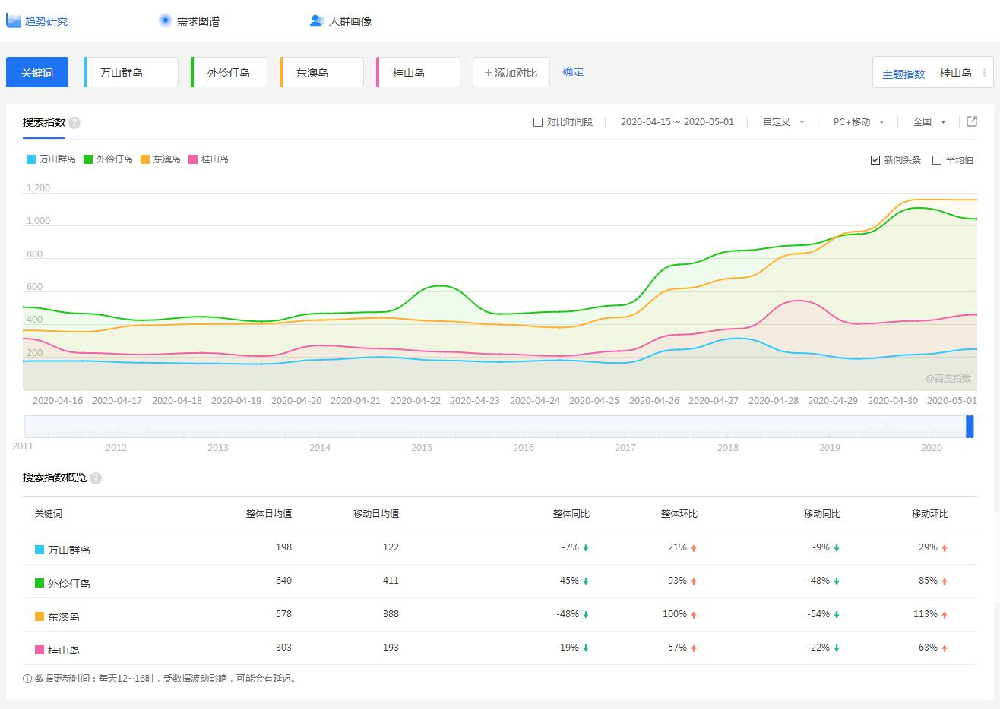 趋势研究 需求图谱 人群画像
关键词 万山群岛 外伶仃岛 东澳岛 桂山岛 +添加对比 确定 主题指数 桂山岛
搜索指数 ? 对比时间段 2020-04-15 ~ 2020-05-01 自定义 PC+移动 全国
万山群岛 外伶仃岛 东澳岛 桂山岛 新闻头条 平均值
1,200
1,000
800
600
400
200
@百度指数
2020-04-16 2020-04-17 2020-04-18 2020-04-19 2020-04-20 2020-04-21 2020-04-22 2020-04-23 2020-04-24 2020-04-25 2020-04-26 2020-04-27 2020-04-28 2020-04-29 2020-04-30 2020-05-01
2011 2012 2013 2014 2015 2016 2017 2018 2019 2020
搜索指数概览 ?
关键词 整体日均值 移动日均值 整体同比 整体环比 移动同比 移动环比
万山群岛 198 122 -7% 21% -9% 29%
外伶仃岛 640 411 -45% 93% -48% 85%
东澳岛 578 388 -48% 100% -54% 113%
桂山岛 303 193 -19% 57% -22% 63%
数据更新时间：每天12~16时，受数据波动影响，可能会有延迟。